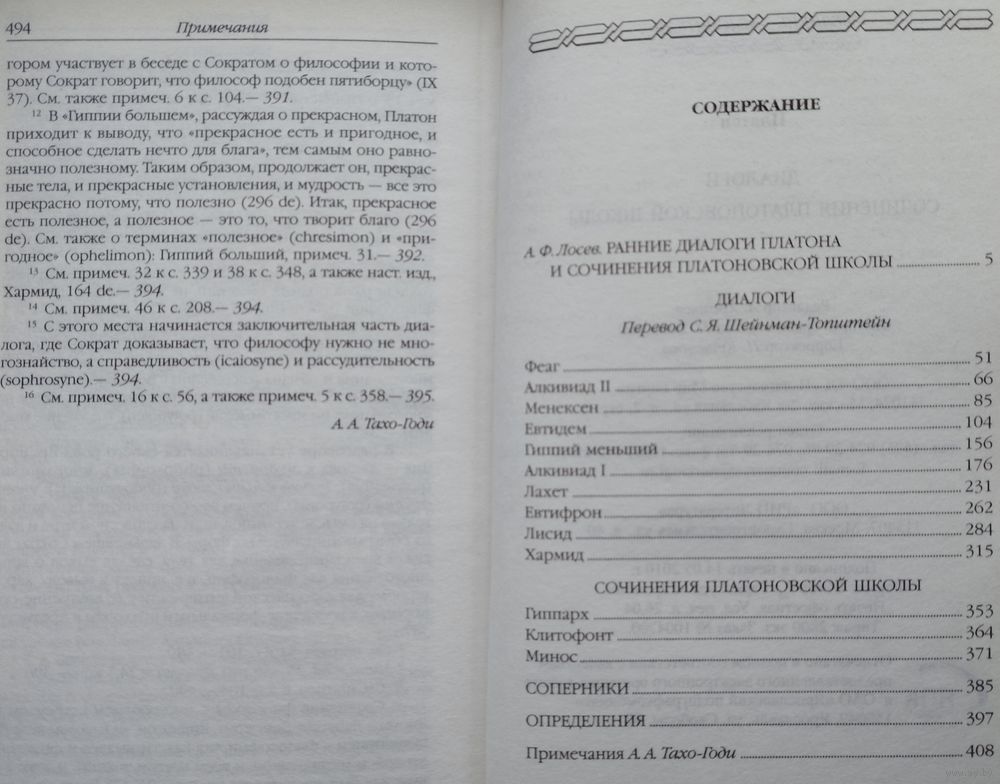 494
Примечания
гором участвует в беседе с Сократом о философии и кото-
рому Сократ говорит, что философ подобен пятиборцу» (IX
37). См. также примеч. 6 к с. 104.— 391.
¹² В «Гиппии большем», рассуждая о прекрасном, Платон
приходит к выводу, что «прекрасное есть и пригодное, и
способное сделать нечто для блага», тем самым оно равно-
значно полезному. Таким образом, продолжает он, прекрас-
ные тела, и прекрасные установления, и мудрость — все это
прекрасно потому, что полезно (296 de). Итак, прекрасное
есть полезное, а полезное — это то, что творит благо (296
de). См. также о терминах «полезное» (chresimon) и «при-
годное» (ophelimon): Гиппий больший, примеч. 31.— 392.
¹³ См. примеч. 32 к с. 339 и 38 к с. 348, а также наст. изд.,
Хармид, 164 de.— 394.
¹⁴ См. примеч. 46 к с. 208.— 394.
¹⁵ С этого места начинается заключительная часть диа-
лога, где Сократ доказывает, что философу нужно не мно-
гознайство, а справедливость (icaiosyne) и рассудительность
(sophrosyne).— 394.
¹⁶ См. примеч. 16 к с. 56, а также примеч. 5 к с. 358.— 395.
А. А. Тахо-Годи
СОДЕРЖАНИЕ
А. Ф. Лосев. РАННИЕ ДИАЛОГИ ПЛАТОНА
И СОЧИНЕНИЯ ПЛАТОНОВСКОЙ ШКОЛЫ 5
ДИАЛОГИ
Перевод С. Я. Шейнман-Топштейн
Феаг 51
Алкивиад II 66
Менексен 85
Евтидем 104
Гиппий меньший 156
Алкивиад I 176
Лахет 231
Евтифрон 262
Лисид 284
Хармид 315
СОЧИНЕНИЯ ПЛАТОНОВСКОЙ ШКОЛЫ
Гиппарх 353
Клитофонт 364
Минос 371
СОПЕРНИКИ 385
ОПРЕДЕЛЕНИЯ 397
Примечания А. А. Тахо-Годи 408